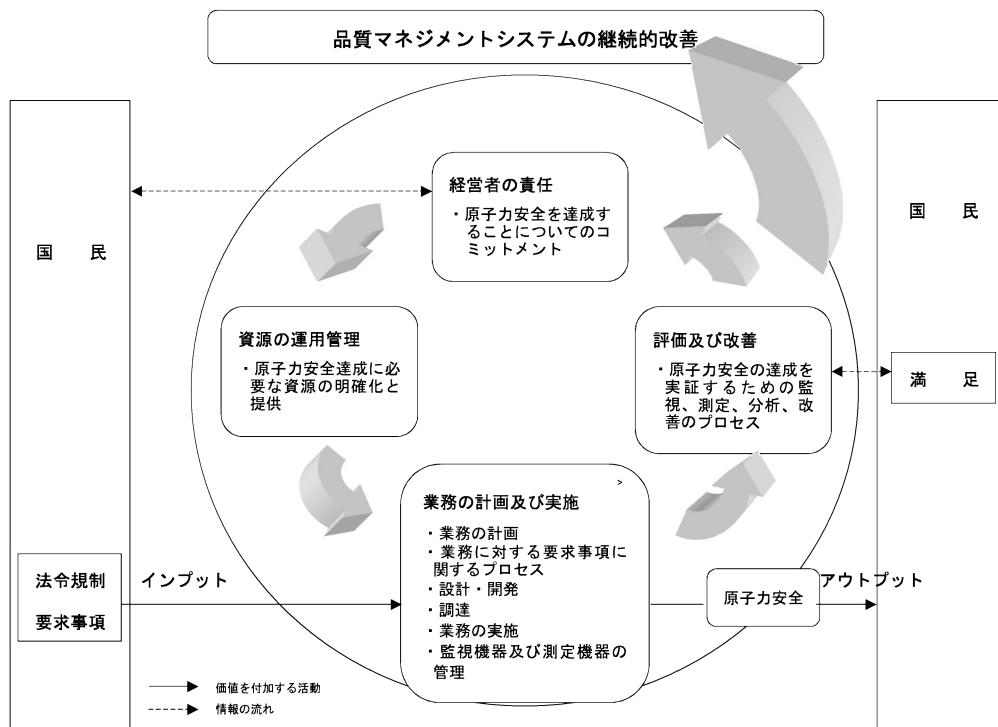 品質マネジメントシステムの継続的改善
国　民
法令規制
要求事項
インプット
経営者の責任
・原子力安全を達成す
ることについてのコ
ミットメント
資源の運用管理
・原子力安全達成に必
要な資源の明確化と
提供
評価及び改善
・原子力安全の達成を
実証するための監
視、測定、分析、改
善のプロセス
>
業務の計画及び実施
・業務の計画
・業務に対する要求事項に
関するプロセス
・設計・開発
・調達
・業務の実施
・監視機器及び測定機器の
管理
原子力安全
アウトプット
国　民
満　足
価値を付加する活動
情報の流れ